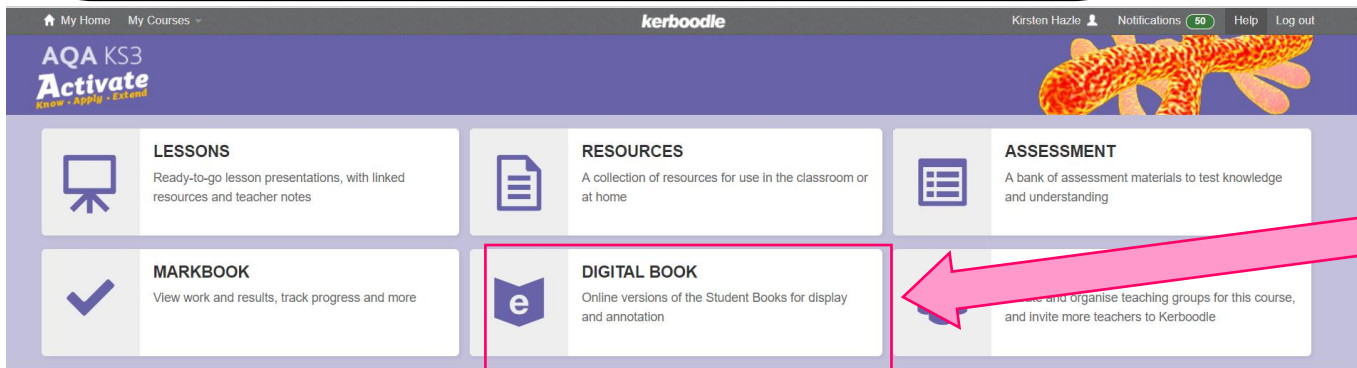 My Home My Courses
kerboodle
Kirsten Hazle Notifications 50 Help Log out
AQA KS3
Activate
Know • Apply • Extend
LESSONS
Ready-to-go lesson presentations, with linked
resources and teacher notes
RESOURCES
A collection of resources for use in the classroom or
at home
ASSESSMENT
A bank of assessment materials to test knowledge
and understanding
MARKBOOK
View work and results, track progress and more
e
DIGITAL BOOK
Online versions of the Student Books for display
and annotation
and organise teaching groups for this course,
and invite more teachers to Kerboodle